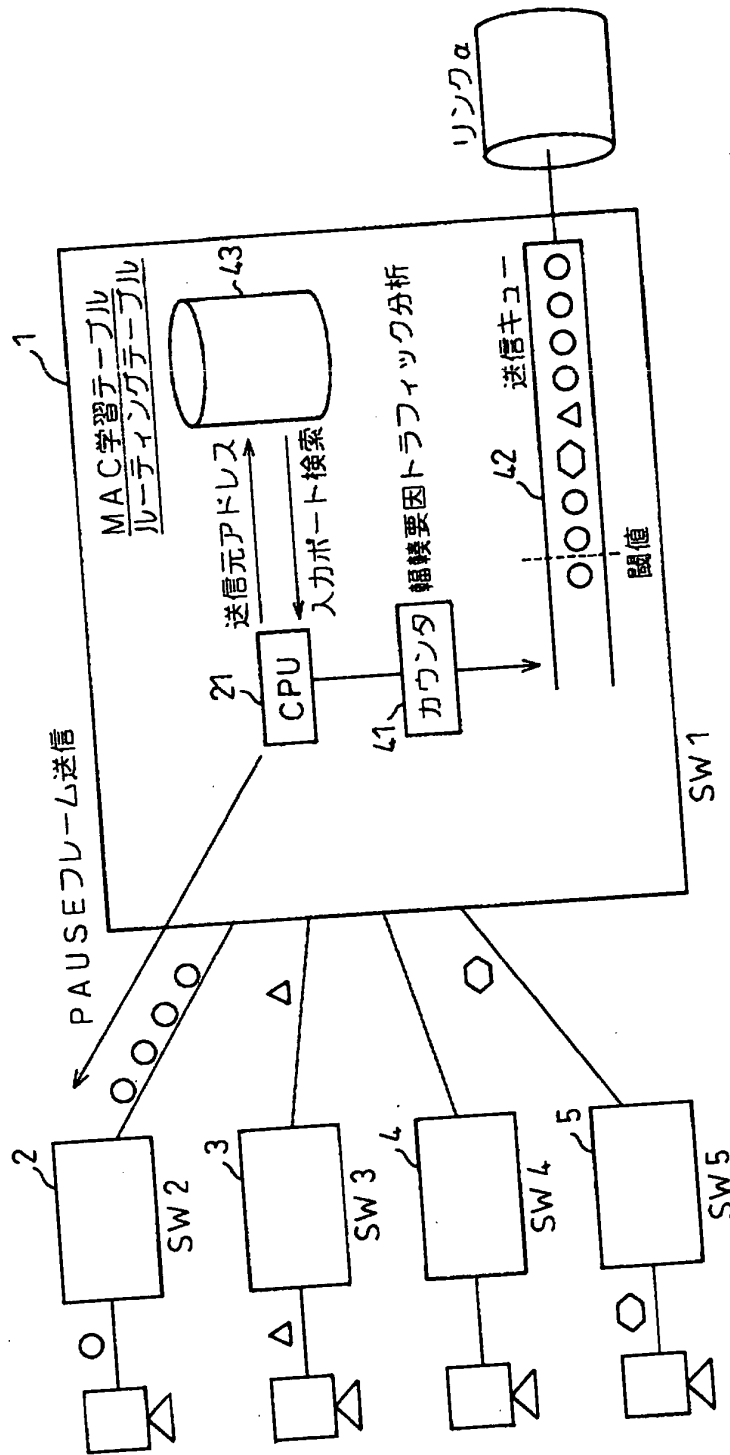 PAUSEフレーム送信
1
MAC学習テーブル
ルーティングテーブル
43
送信元アドレス
入力ポート検索
21
CPU
41
カウンタ
輻輳要因トラフィック分析
42
送信キュー
閾値
リンクα
SW1
2
SW2
3
SW3
4
SW4
5
SW5